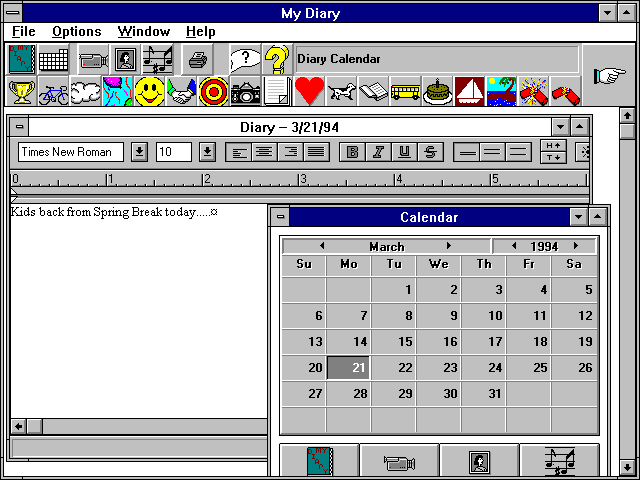 My Diary
File Options Window Help
Diary Calendar
Diary – 3/21/94
Times New Roman 10 B I U S H T
0 1 2 3 4 5
Kids back from Spring Break today.....¤
Calendar
March 1994
Su Mo Tu We Th Fr Sa
1 2 3 4 5
6 7 8 9 10 11 12
13 14 15 16 17 18 19
20 21 22 23 24 25 26
27 28 29 30 31
MY